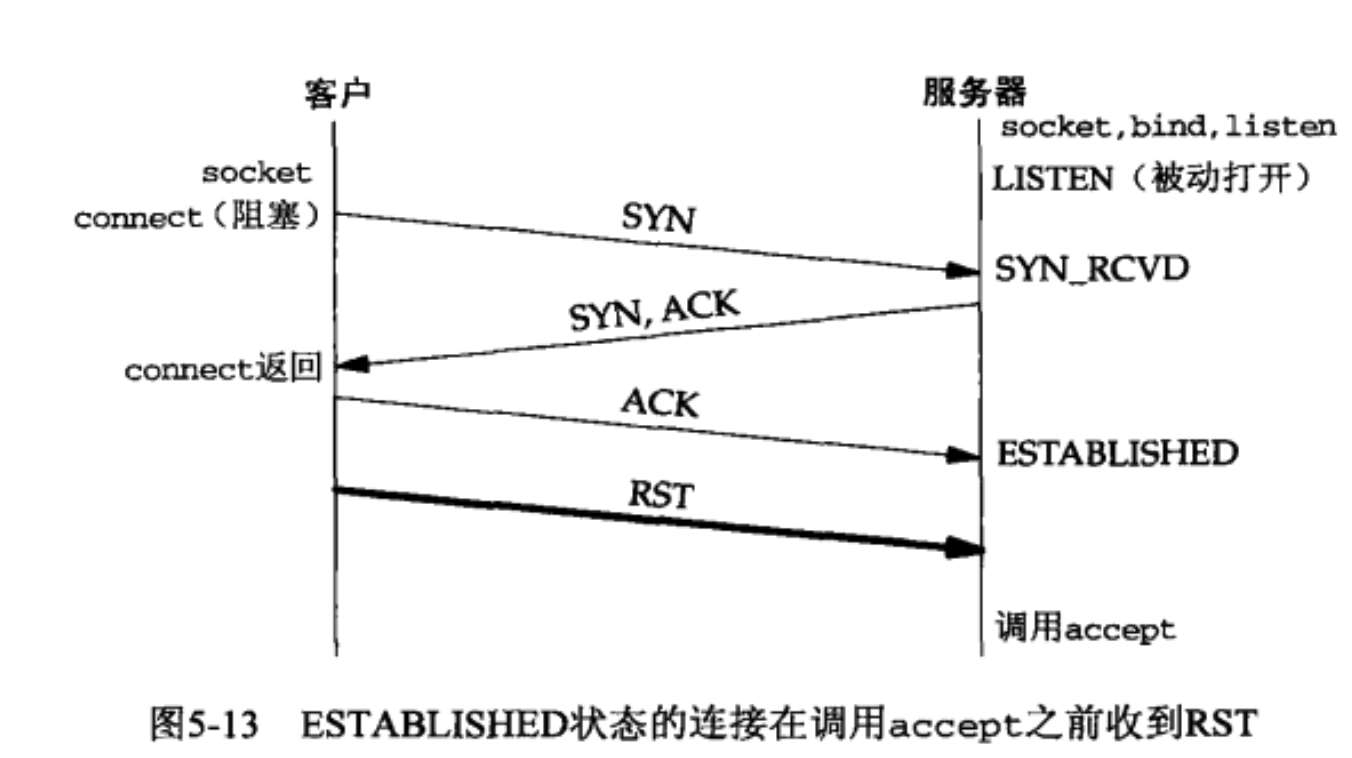 客户
服务器
socket,bind,listen
socket
LISTEN（被动打开）
connect（阻塞）
SYN
SYN_RCVD
SYN, ACK
connect返回
ACK
ESTABLISHED
RST
调用accept
图5-13 ESTABLISHED状态的连接在调用accept之前收到RST